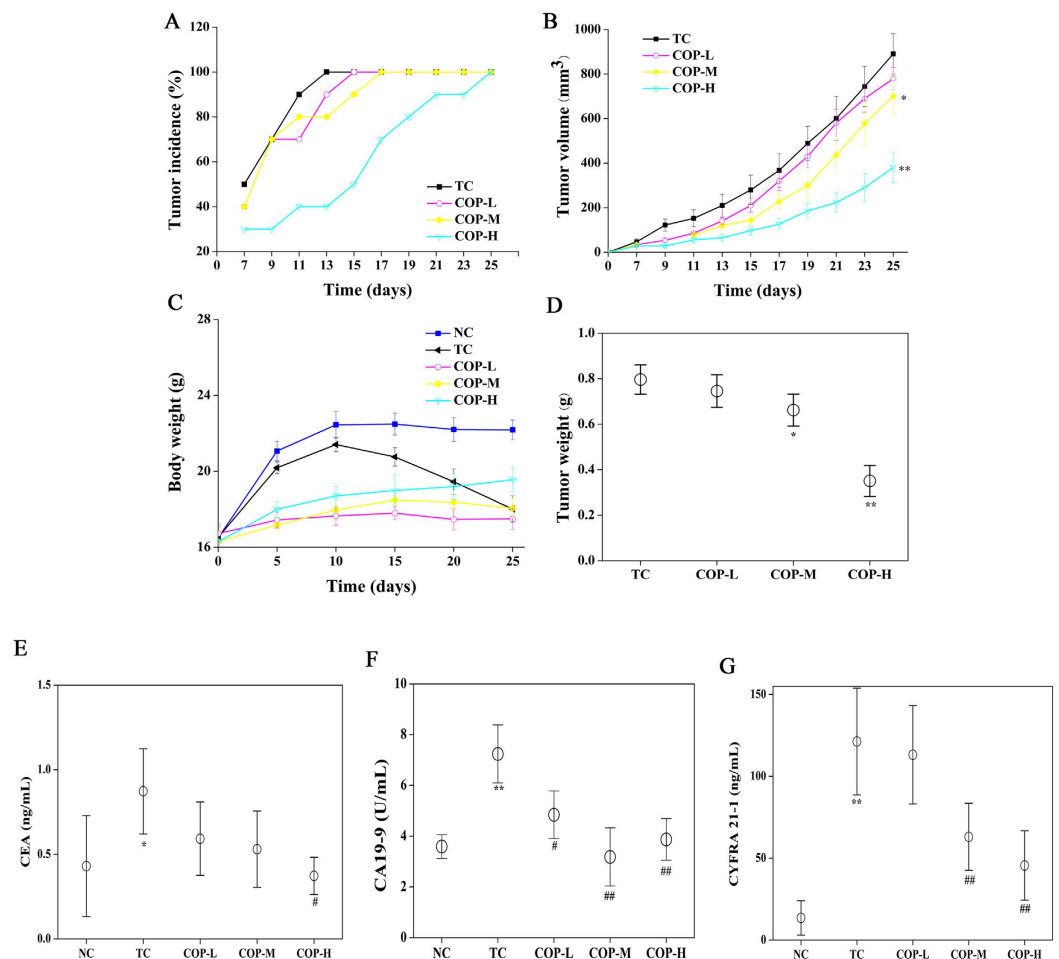 A
Tumor incidence (%)
120
100
80
60
40
20
TC
COP-L
COP-M
COP-H
0 7 9 11 13 15 17 19 21 23 25
Time (days)
B
Tumor volume (mm3)
1000
800
600
400
200
0
TC
COP-L
COP-M
COP-H
*
**
0 7 9 11 13 15 17 19 21 23 25
Time (days)
C
Body weight (g)
28
24
20
16
NC
TC
COP-L
COP-M
COP-H
0 5 10 15 20 25
Time (days)
D
Tumor weight (g)
1.0
0.8
0.6
0.4
0.2
0.0
*
**
TC COP-L COP-M COP-H
E
CEA (ng/mL)
1.5
1.0
0.5
0.0
*
#
NC TC COP-L COP-M COP-H
F
CA19-9 (U/mL)
10
8
6
4
2
0
**
#
##
##
NC TC COP-L COP-M COP-H
G
CYFRA 21-1 (ng/mL)
150
100
50
0
**
##
##
NC TC COP-L COP-M COP-H